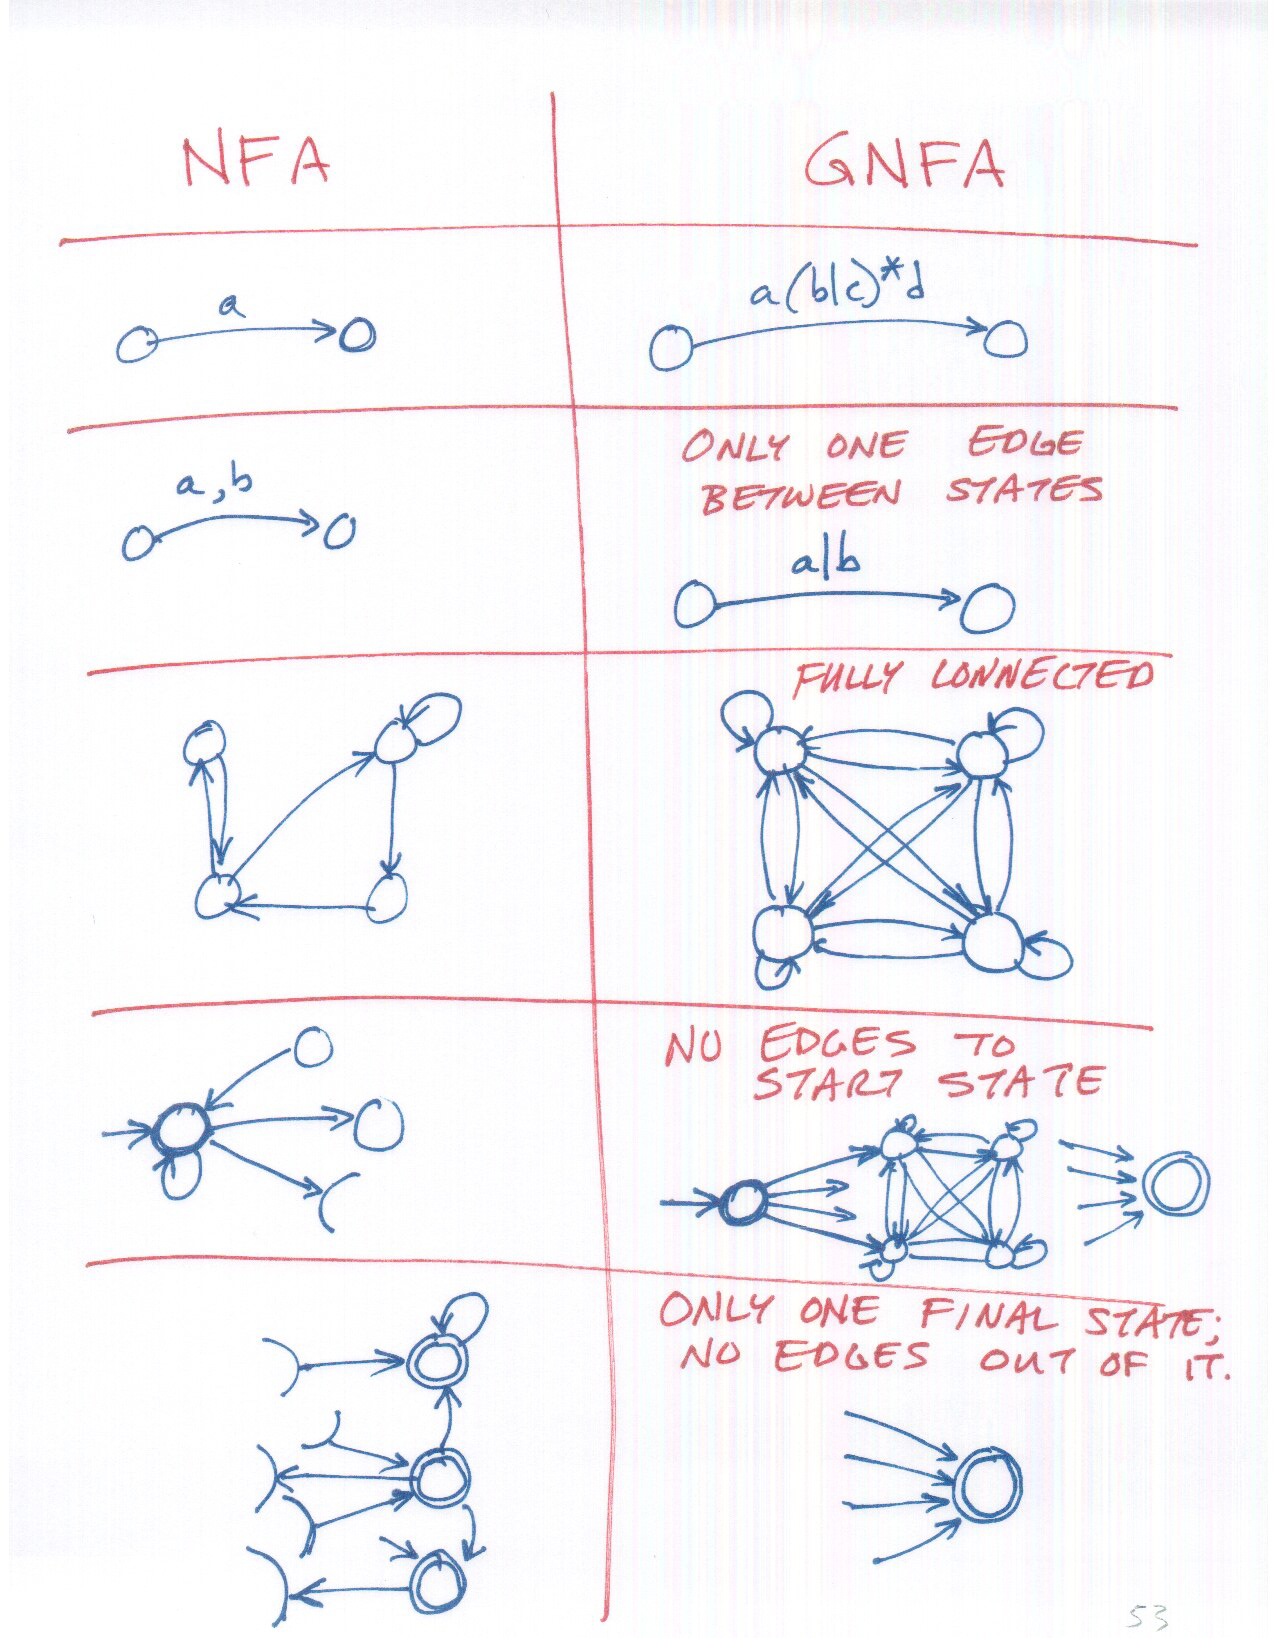 NFA
GNFA
a
a(b|c)*d
a,b
ONLY ONE EDGE
BETWEEN STATES
a|b
FULLY CONNECTED
NO EDGES TO
START STATE
ONLY ONE FINAL STATE;
NO EDGES OUT OF IT.
53